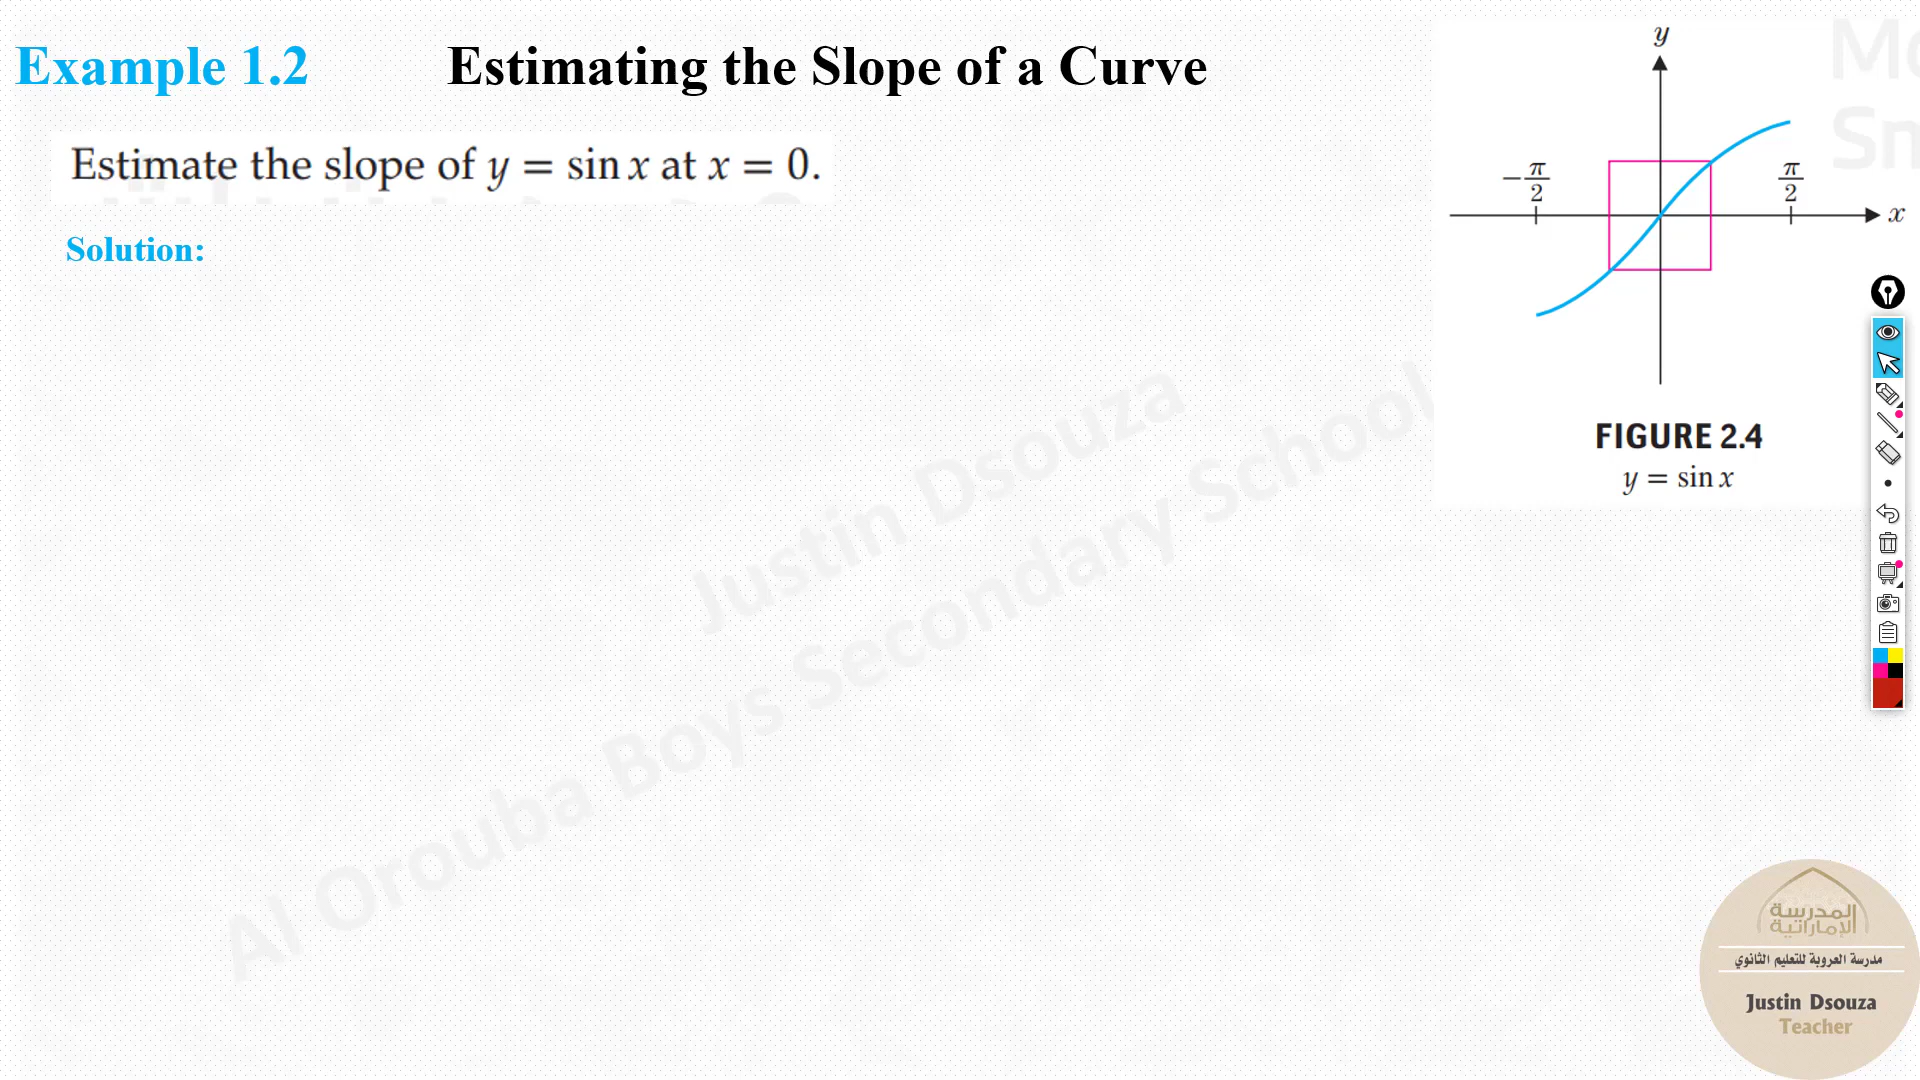 Example 1.2 Estimating the Slope of a Curve
Estimate the slope of y = sin x at x = 0.
Solution:
y
−π/2
π/2
x
FIGURE 2.4
y = sin x
Justin Dsouza
Al Orouba Boys Secondary School
المدرسة
الإماراتية
مدرسة العروبة للتعليم الثانوي
Justin Dsouza
Teacher